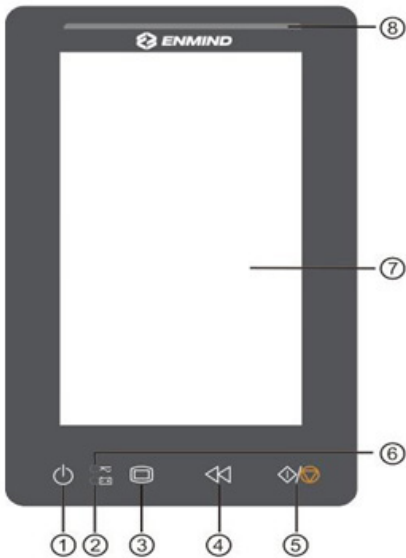 ⑧
ENMIND
⑦
⑥
① ② ③ ④ ⑤